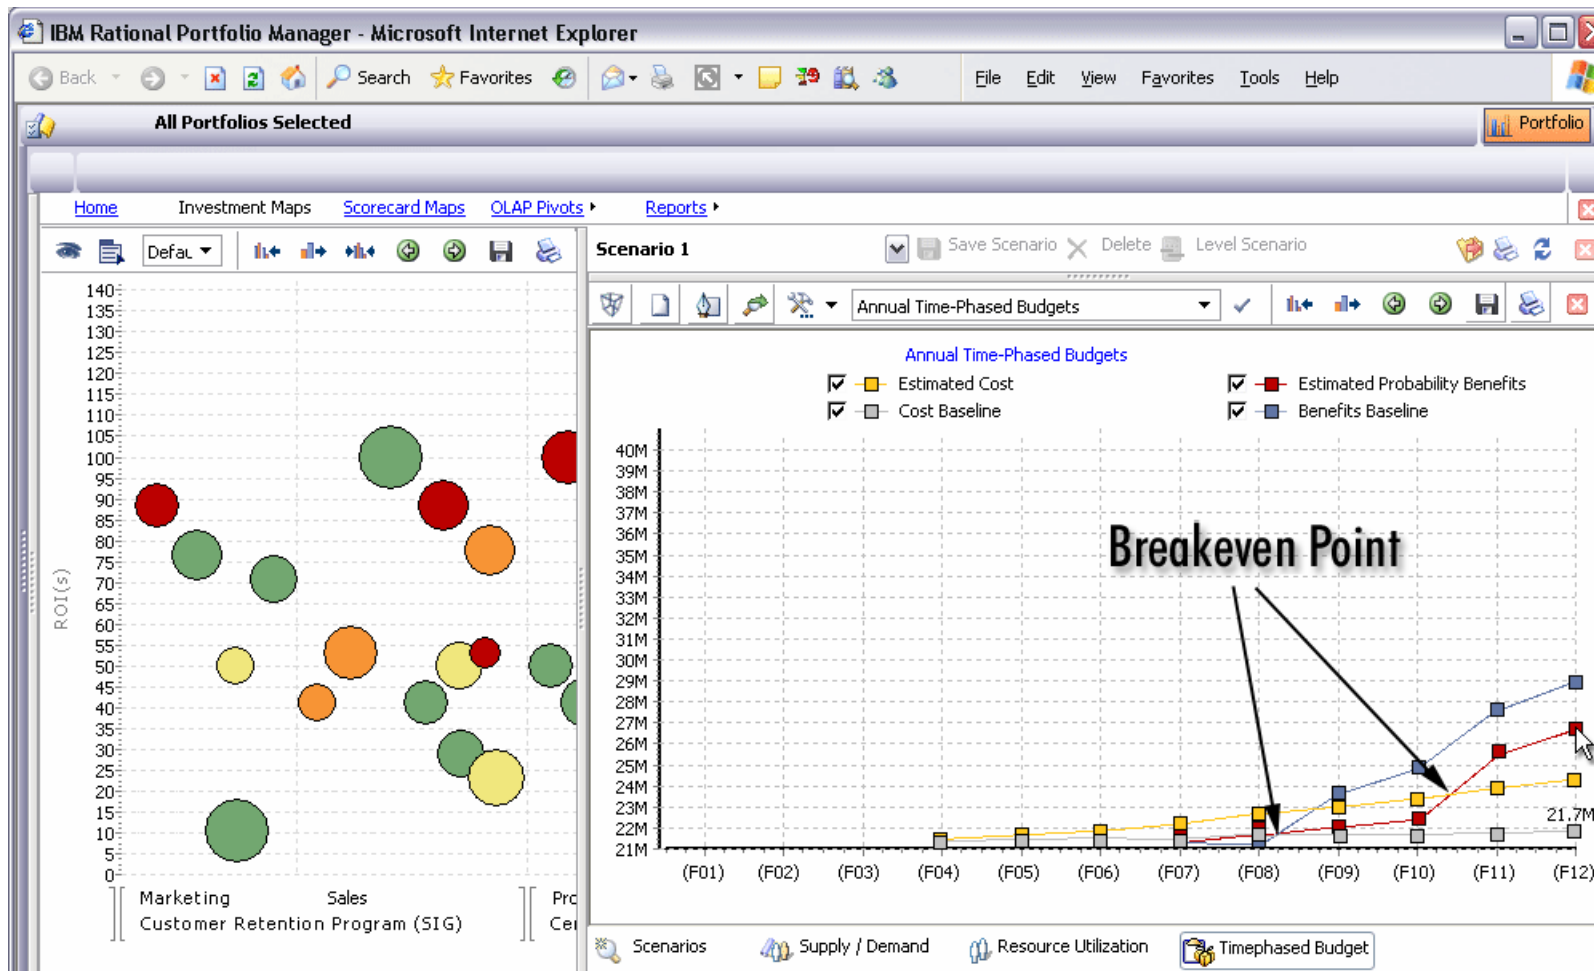 IBM Rational Portfolio Manager - Microsoft Internet Explorer
Back Search Favorites File Edit View Favorites Tools Help
All Portfolios Selected Portfolio
Home Investment Maps Scorecard Maps OLAP Pivots Reports
Defau
ROI(s)
140
135
130
125
120
115
110
105
100
95
90
85
80
75
70
65
60
55
50
45
40
35
30
25
20
15
10
5
0
Marketing Sales Pro
Customer Retention Program (SIG) Cer
Scenario 1 Save Scenario Delete Level Scenario
Annual Time-Phased Budgets
Annual Time-Phased Budgets
Estimated Cost Estimated Probability Benefits
Cost Baseline Benefits Baseline
40M
39M
38M
37M
36M
35M
34M
33M
32M
31M
30M
29M
28M
27M
26M
25M
24M
23M
22M
21M
Breakeven Point
21.7M
(F01) (F02) (F03) (F04) (F05) (F06) (F07) (F08) (F09) (F10) (F11) (F12)
Scenarios Supply / Demand Resource Utilization Timephased Budget